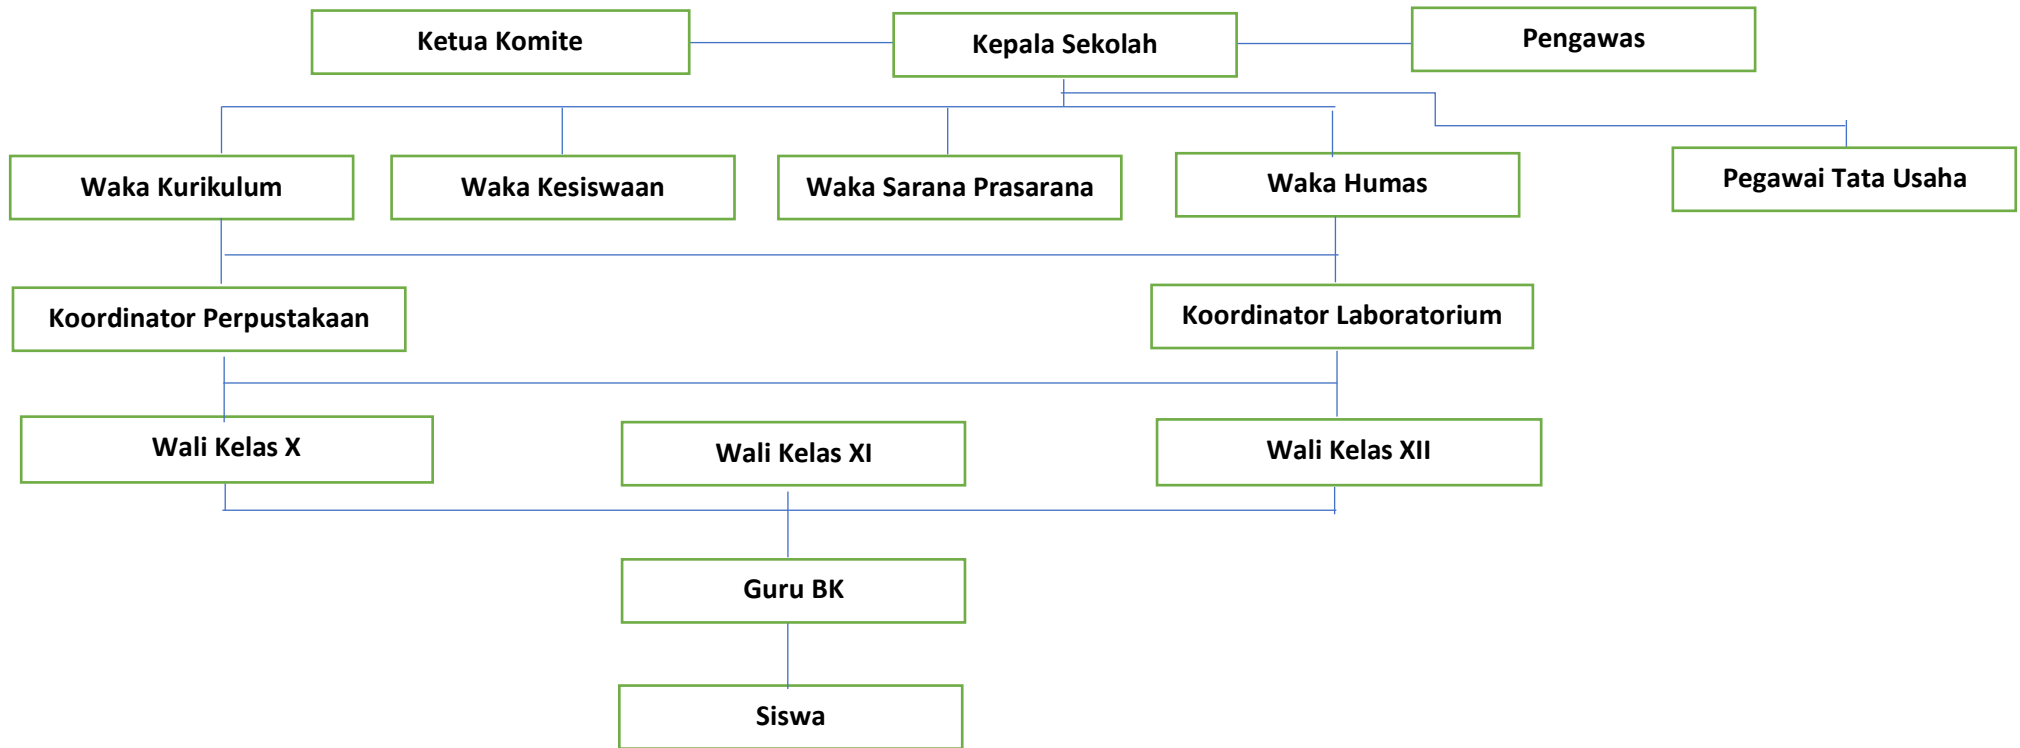 Ketua Komite
Kepala Sekolah
Pengawas
Waka Kurikulum
Waka Kesiswaan
Waka Sarana Prasarana
Waka Humas
Pegawai Tata Usaha
Koordinator Perpustakaan
Koordinator Laboratorium
Wali Kelas X
Wali Kelas XI
Wali Kelas XII
Guru BK
Siswa